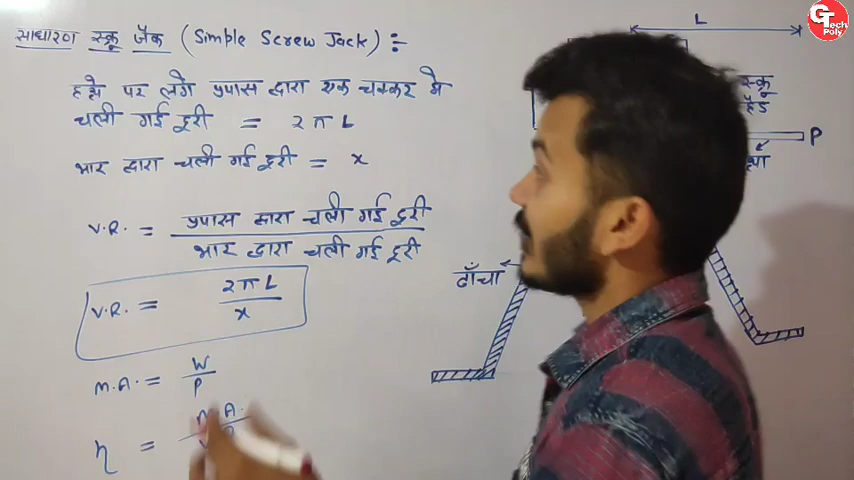 साधारण स्क्रू जैक (Simple Screw Jack) :-
हत्थे पर लगे प्रयास द्वारा एक चक्कर में
चली गई दूरी = 2πL
भार द्वारा चली गई दूरी = x
V.R. = प्रयास द्वारा चली गई दूरी
भार द्वारा चली गई दूरी
V.R. = 2πL
x
M.A. = W
P
η = M.A.
L
स्क्रू
हैड
P
ढाँचा
GTech
Poly